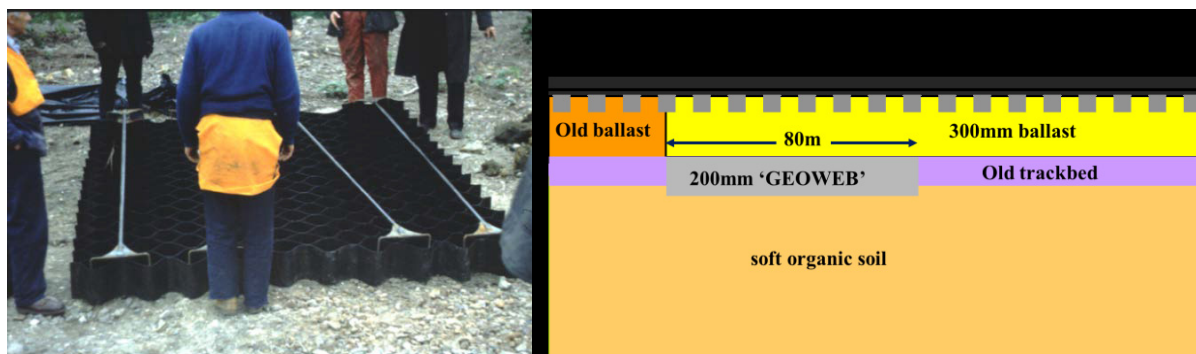 Old ballast
80m
300mm ballast
200mm ‘GEOWEB’
Old trackbed
soft organic soil